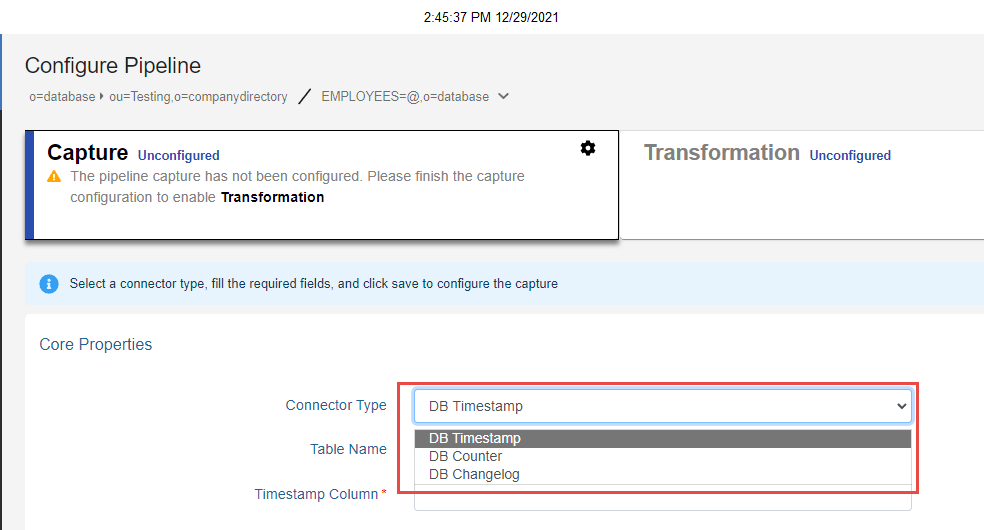 2:45:37 PM 12/29/2021
Configure Pipeline
o=database ou=Testing,o=companydirectory / EMPLOYEES=@,o=database
Capture Unconfigured
The pipeline capture has not been configured. Please finish the capture
configuration to enable Transformation
Transformation Unconfigured
Select a connector type, fill the required fields, and click save to configure the capture
Core Properties
Connector Type DB Timestamp
DB Timestamp
Table Name
DB Counter
DB Changelog
Timestamp Column *